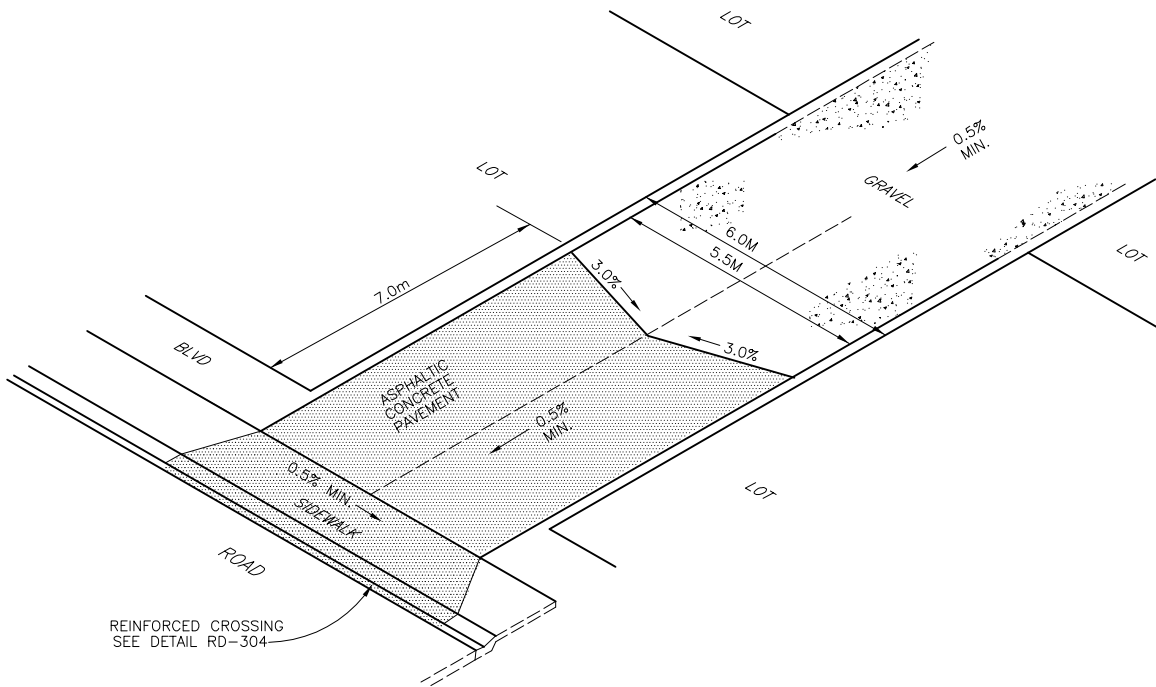 LOT
0.5%
MIN.
LOT
GRAVEL
6.0M
5.5M
LOT
3.0%
7.0m
3.0%
BLVD
ASPHALTIC
CONCRETE
PAVEMENT
0.5%
MIN.
0.5% MIN.
SIDEWALK
LOT
ROAD
REINFORCED CROSSING
SEE DETAIL RD-304